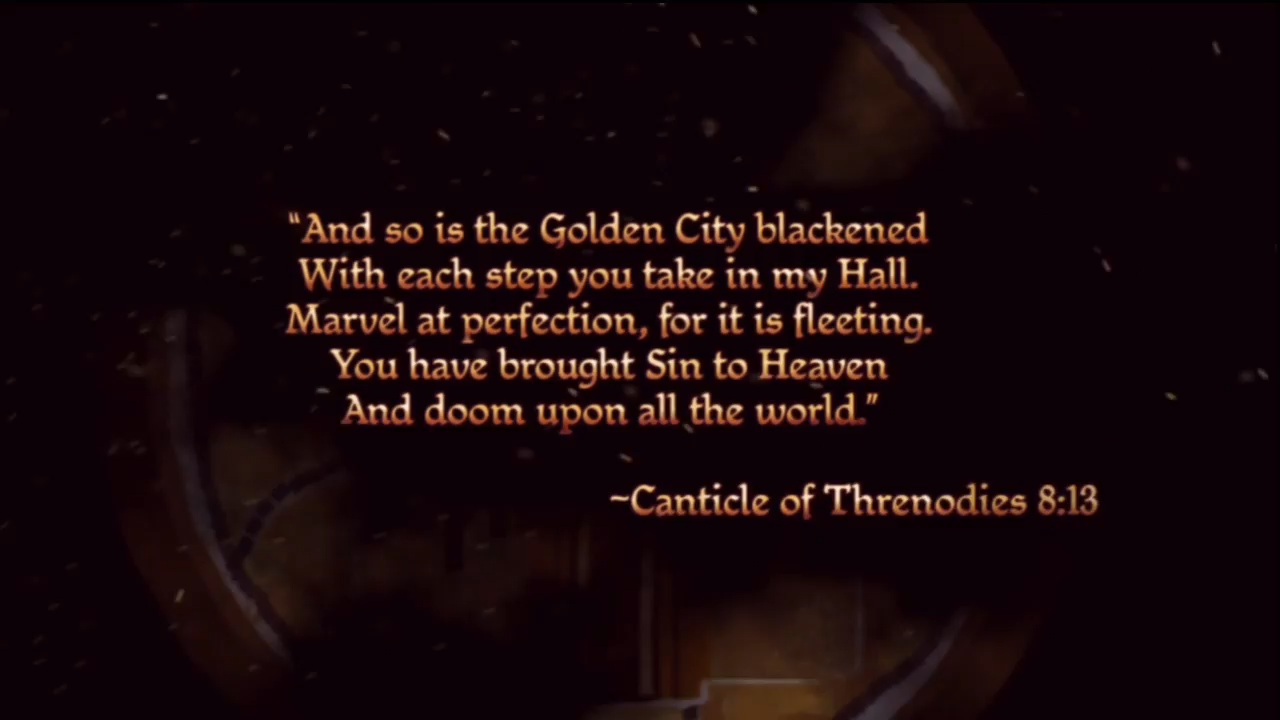 “And so is the Golden City blackened
With each step you take in my Hall.
Marvel at perfection, for it is fleeting.
You have brought Sin to Heaven
And doom upon all the world.”
~Canticle of Threnodies 8:13